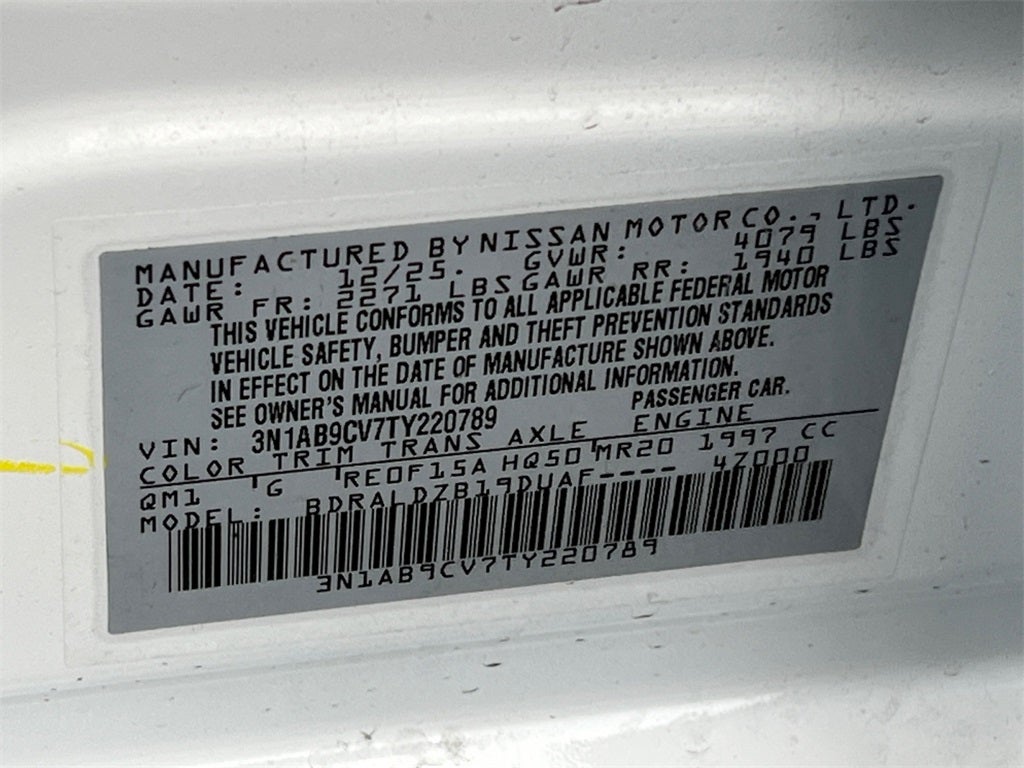 MANUFACTURED BY NISSAN MOTOR CO., LTD.
DATE: 12/25. GVWR: 4079 LBS
GAWR FR: 2271 LBS GAWR RR: 1940 LBS
THIS VEHICLE CONFORMS TO ALL APPLICABLE FEDERAL MOTOR
VEHICLE SAFETY, BUMPER AND THEFT PREVENTION STANDARDS
IN EFFECT ON THE DATE OF MANUFACTURE SHOWN ABOVE.
SEE OWNER'S MANUAL FOR ADDITIONAL INFORMATION.
VIN: 3N1AB9CV7TY220789 PASSENGER CAR.
COLOR TRIM TRANS AXLE ENGINE
QM1 G RE0F15A HQ50 MR20 1997 CC
MODEL: BDRALDZB19DUAF---- 47000
3N1AB9CV7TY220789